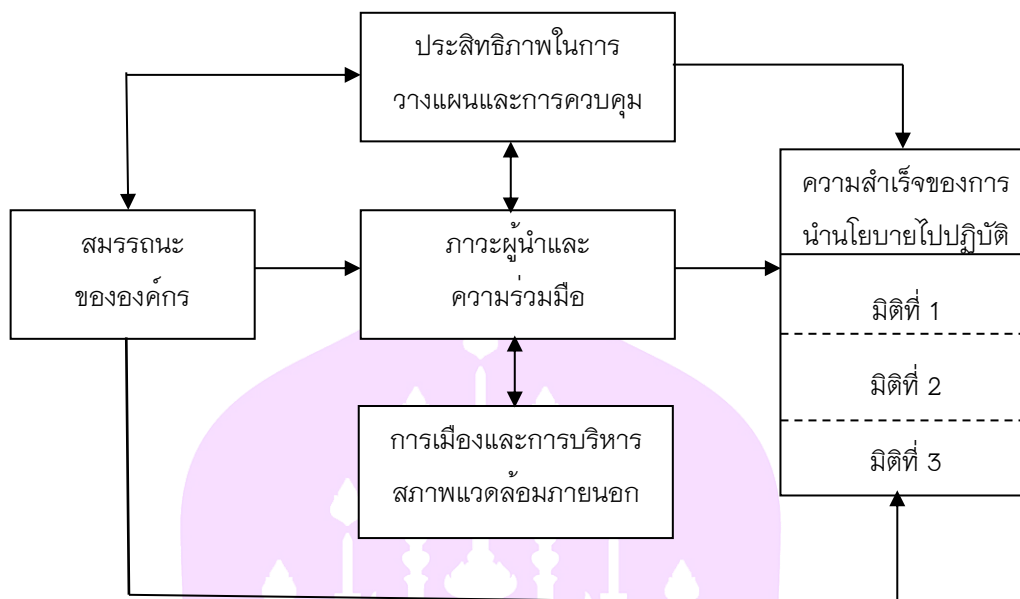 ประสิทธิภาพในการ
วางแผนและการควบคุม
สมรรถนะ
ขององค์กร
ภาวะผู้นำและ
ความร่วมมือ
การเมืองและการบริหาร
สภาพแวดล้อมภายนอก
ความสำเร็จของการ
นำนโยบายไปปฏิบัติ
มิติที่ 1
มิติที่ 2
มิติที่ 3